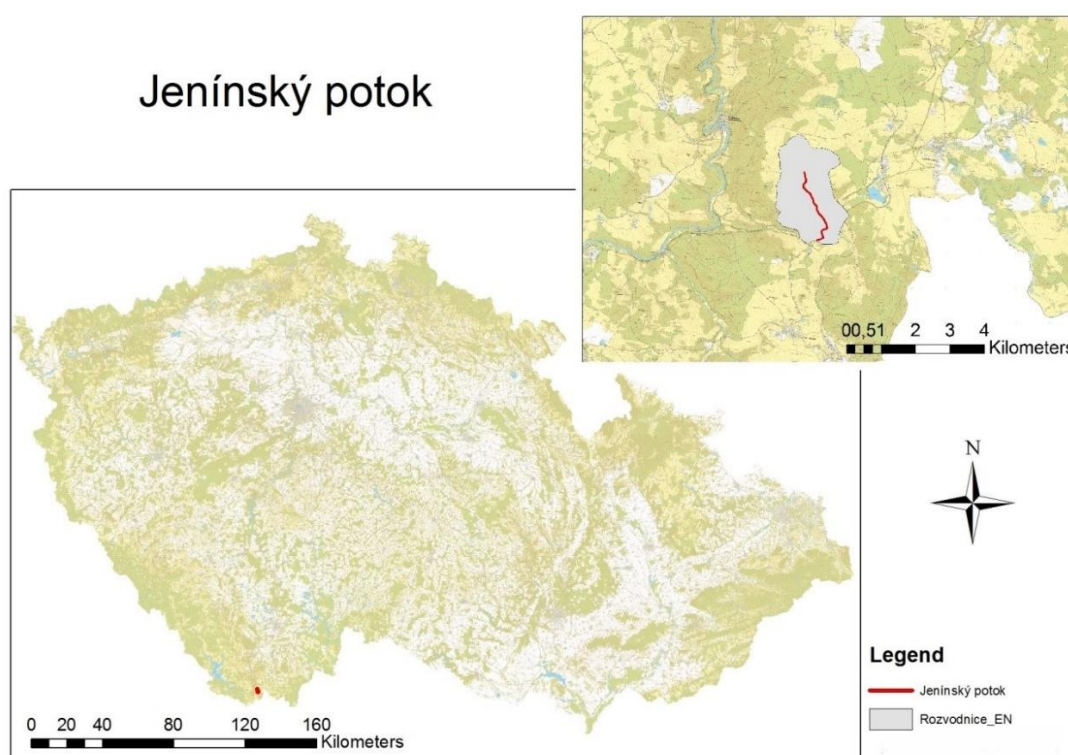 Jenínský potok
00,51 2 3 4
Kilometers
N
0 20 40 80 120 160
Kilometers
Legend
Jenínský potok
Rozvodnice_EN